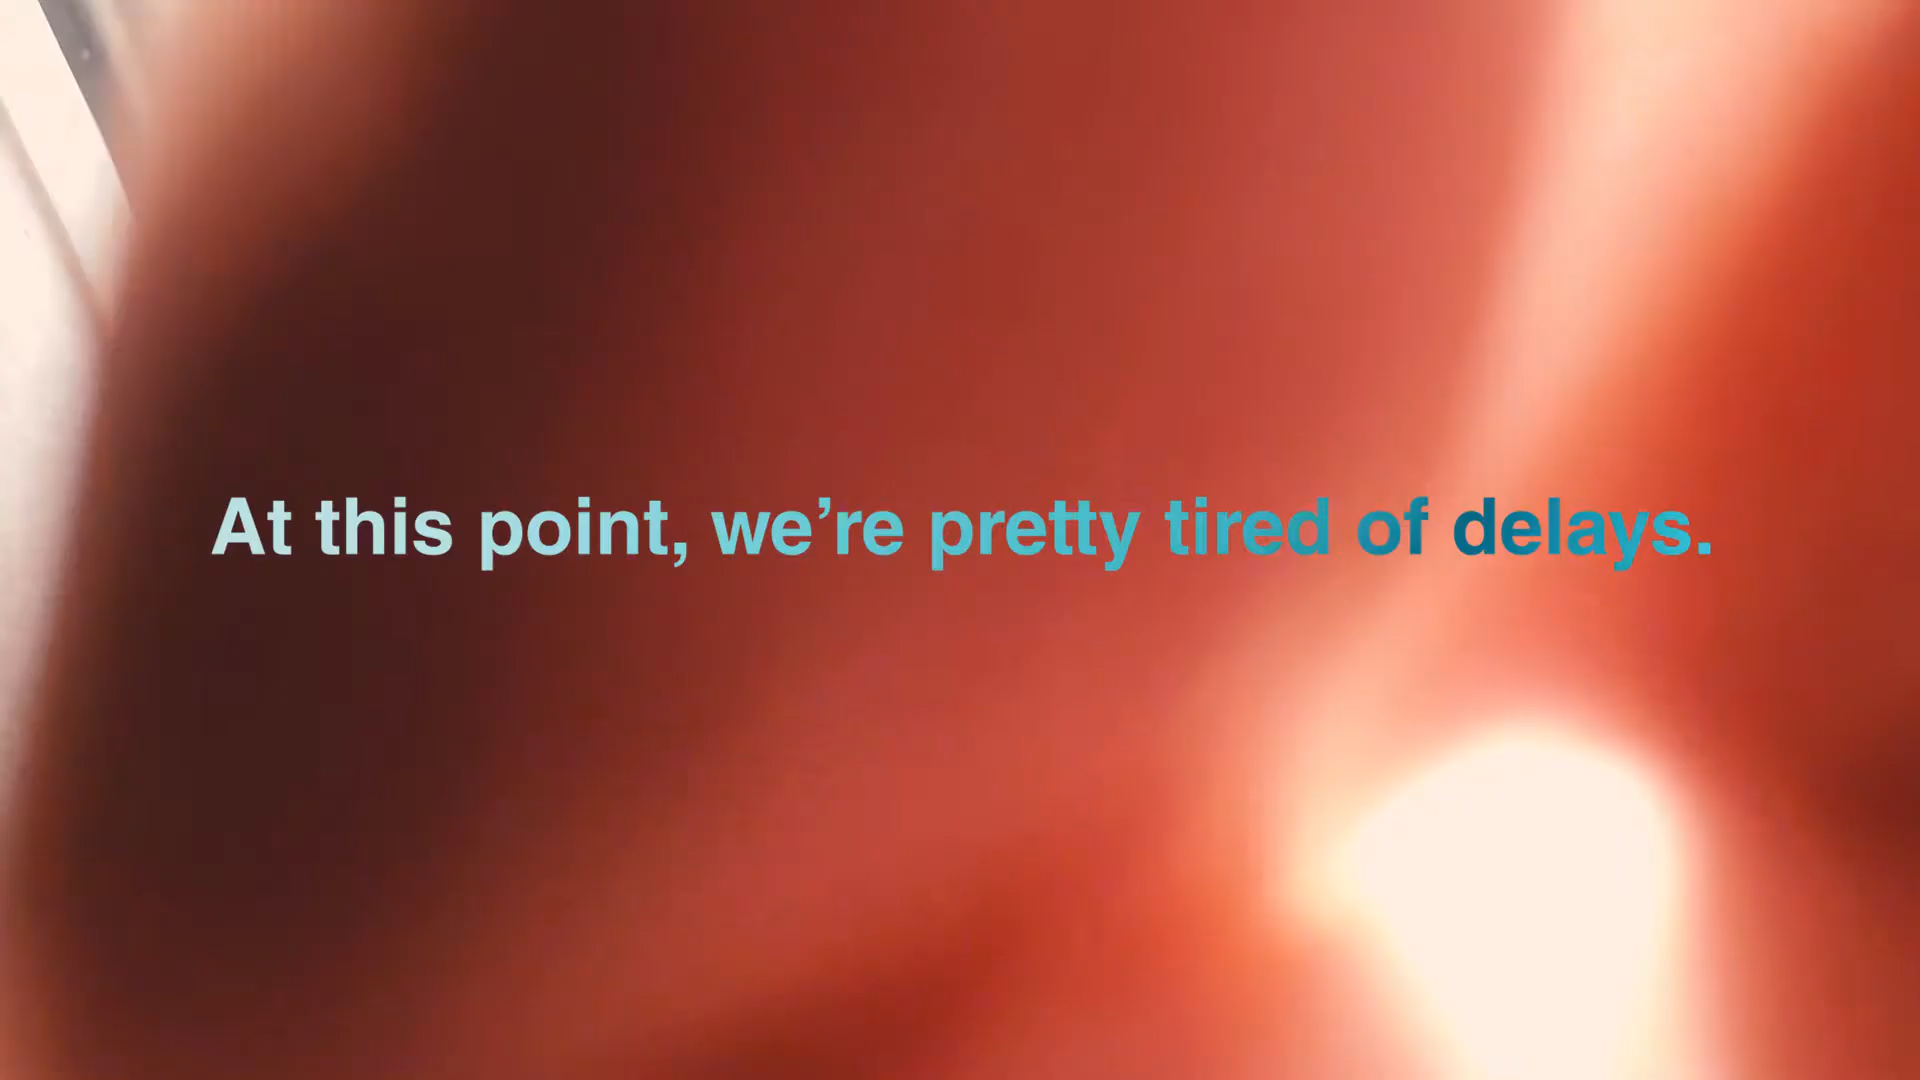 At this point, we’re pretty tired of delays.